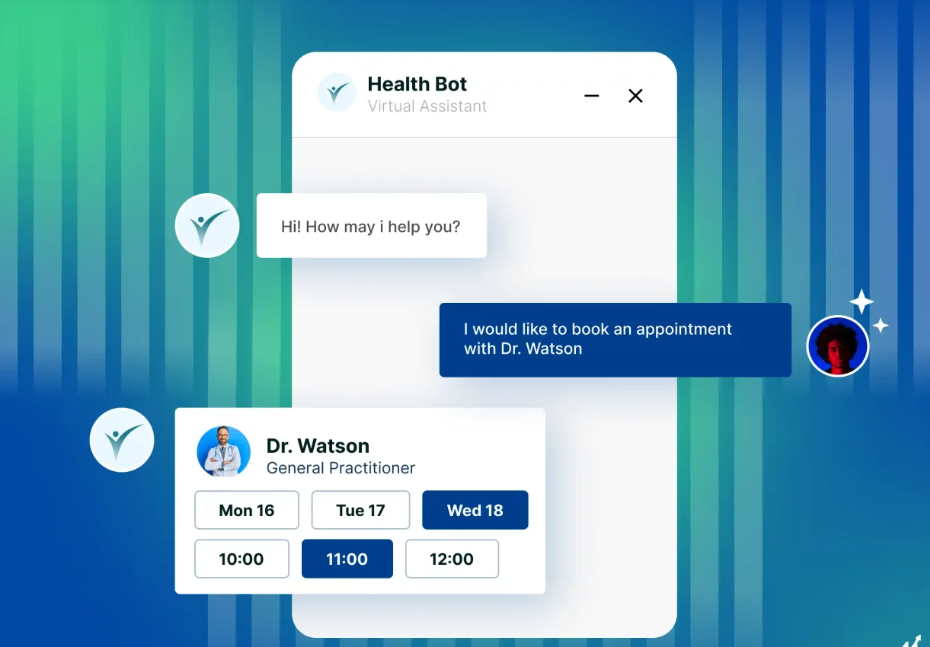 Health Bot
Virtual Assistant
Hi! How may i help you?
I would like to book an appointment
with Dr. Watson
Dr. Watson
General Practitioner
Mon 16 Tue 17 Wed 18
10:00 11:00 12:00